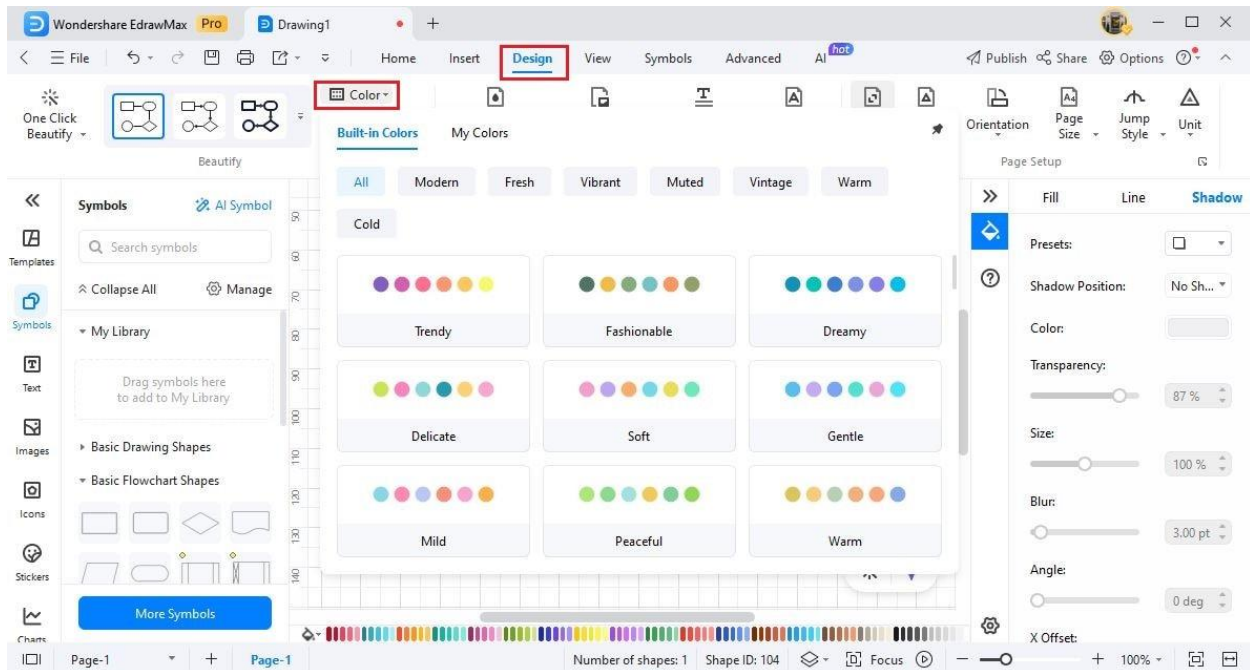 Wondershare EdrawMax Pro Drawing1
File Home Insert Design View Symbols Advanced AI hot Publish Share Options
One Click
Beautify
Beautify
Color
Orientation
Page
Size
Jump
Style
Unit
Page Setup
Built-in Colors My Colors
All Modern Fresh Vibrant Muted Vintage Warm
Cold
Trendy Fashionable Dreamy
Delicate Soft Gentle
Mild Peaceful Warm
Templates
Symbols
Text
Images
Icons
Stickers
Charts
Symbols AI Symbol
Search symbols
Collapse All Manage
My Library
Drag symbols here
to add to My Library
Basic Drawing Shapes
Basic Flowchart Shapes
More Symbols
90
100
110
120
130
140
Fill Line Shadow
Presets:
Shadow Position: No Sh...
Color:
Transparency:
87 %
Size:
100 %
Blur:
3.00 pt
Angle:
0 deg
X Offset:
Page-1 + Page-1 Number of shapes: 1 Shape ID: 104 Focus 100%